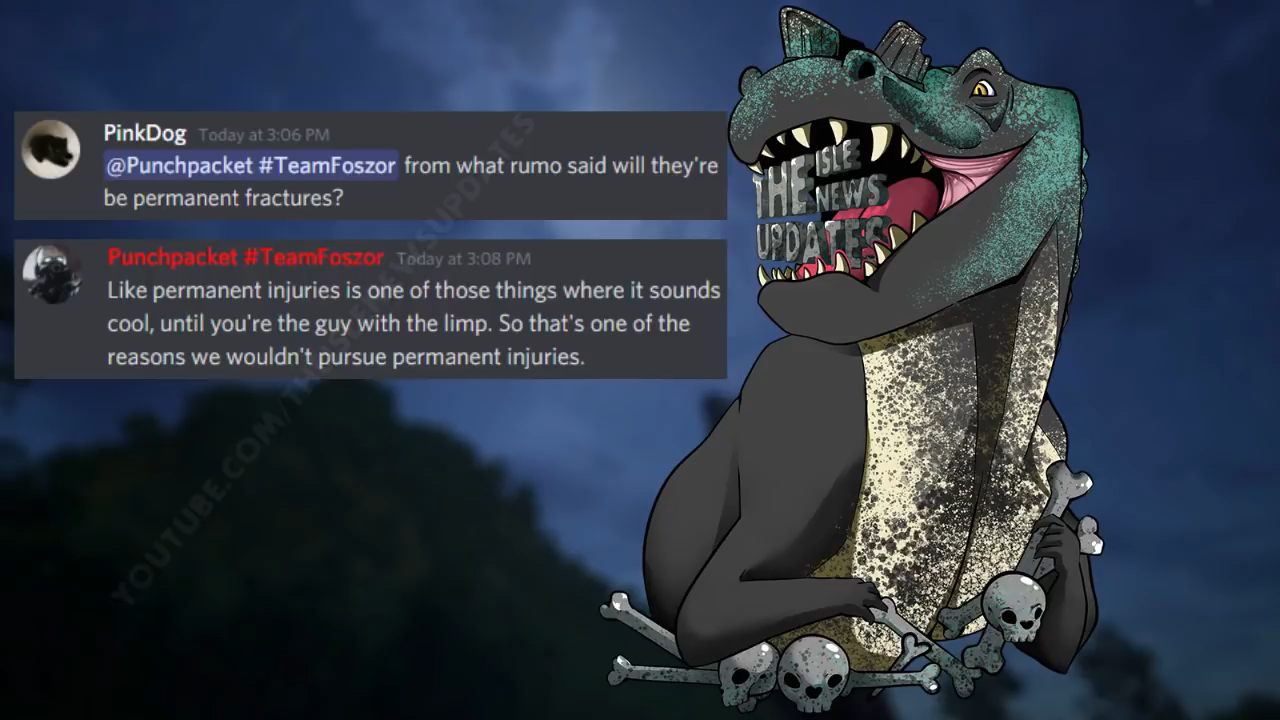 PinkDog Today at 3:06 PM
@Punchpacket #TeamFoszor from what rumo said will they're
be permanent fractures?
Punchpacket #TeamFoszor Today at 3:08 PM
Like permanent injuries is one of those things where it sounds
cool, until you're the guy with the limp. So that's one of the
reasons we wouldn't pursue permanent injuries.
THE ISLE
NEWS
UPDATES
YOUTUBE.COM/THEISLENEWSUPDATES